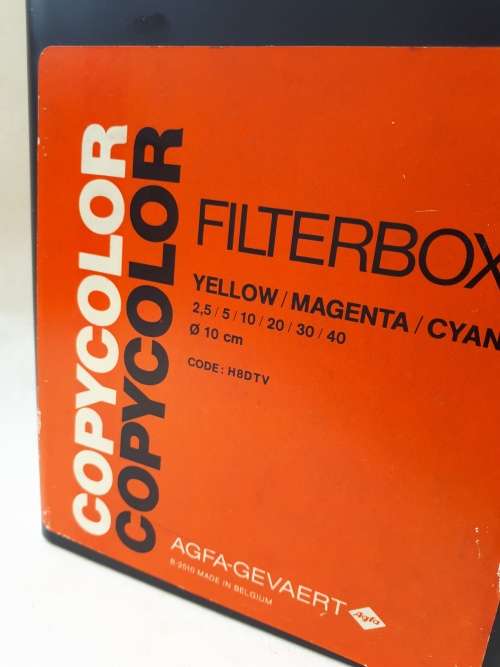 COPYCOLOR
COPYCOLOR
FILTERBOX
YELLOW / MAGENTA / CYAN
2,5 / 5 / 10 / 20 / 30 / 40
Ø 10 cm
CODE: H8DTV
AGFA-GEVAERT
B-2510 MADE IN BELGIUM
Agfa